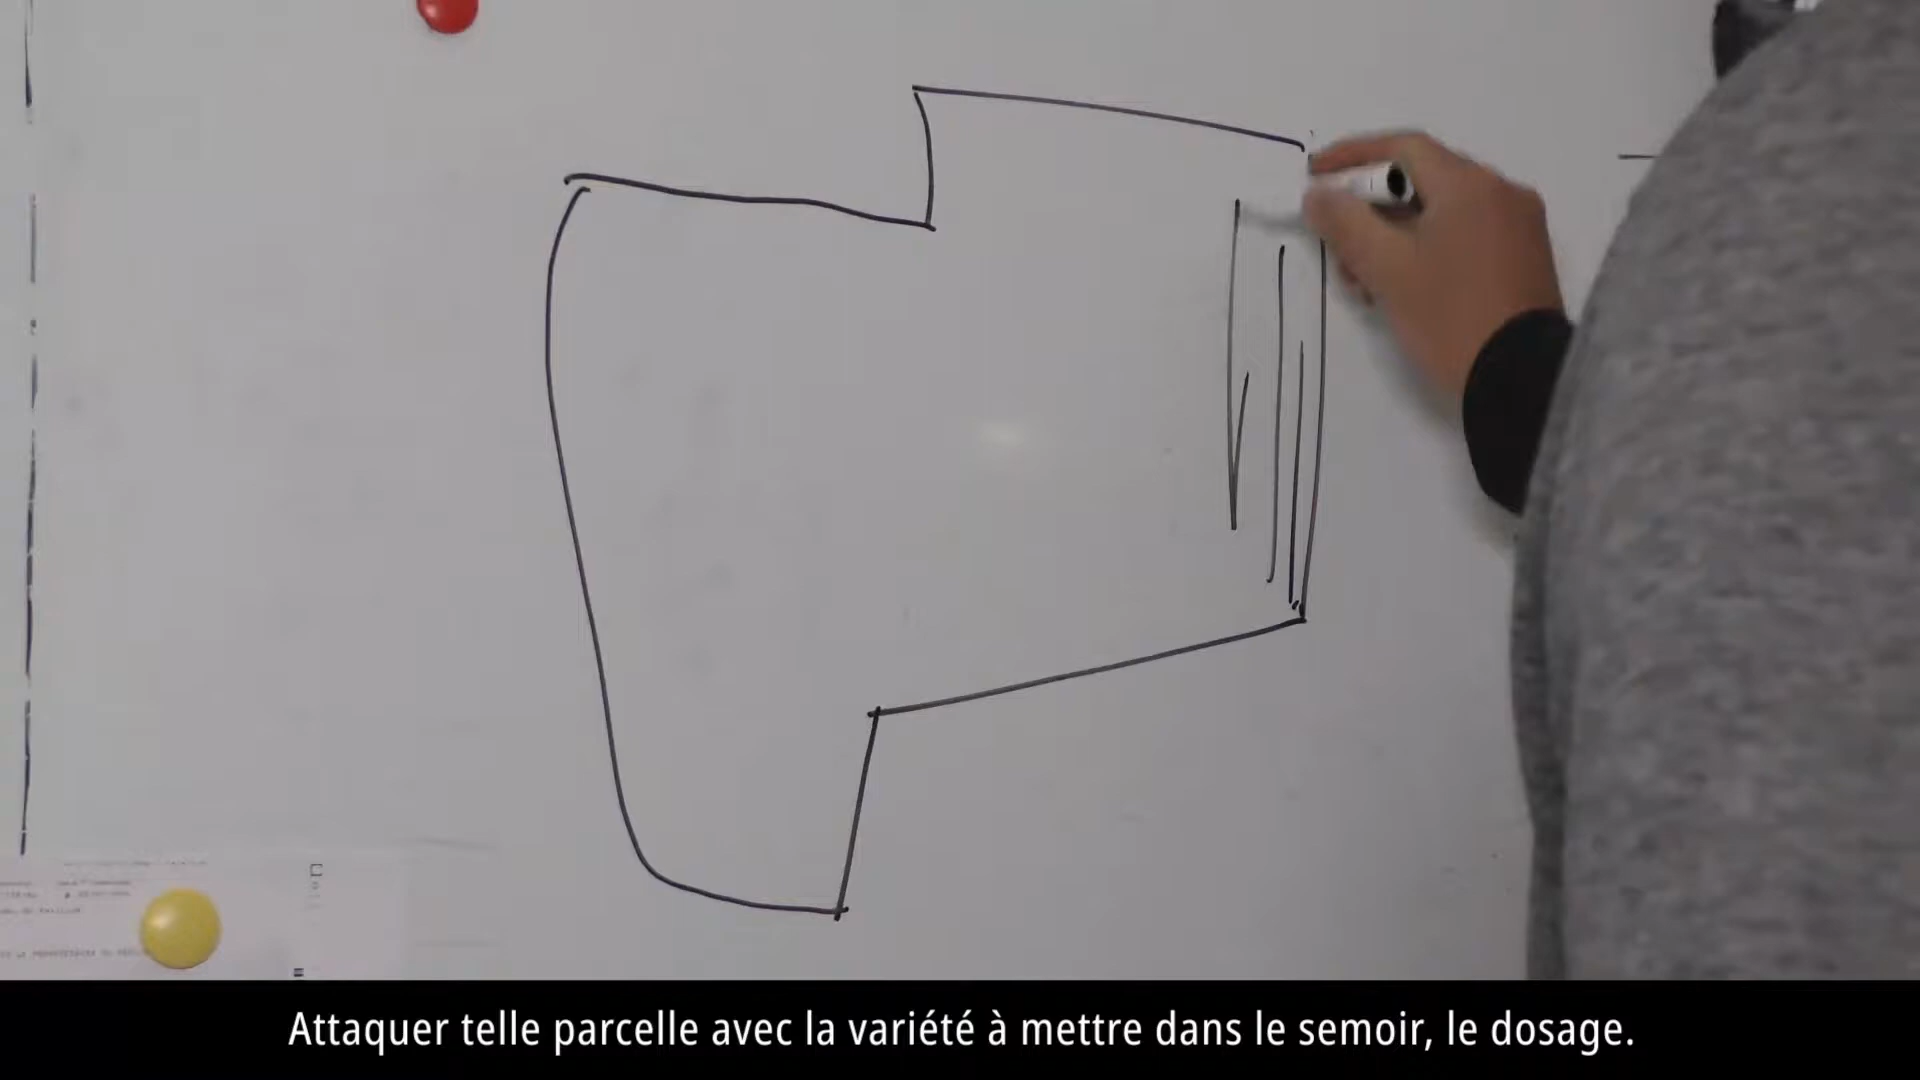 Attaquer telle parcelle avec la variété à mettre dans le semoir, le dosage.